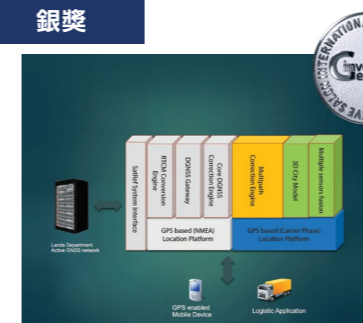 銀獎
INTERNATIONAL
Satref System Interface
RTCM Conversion
Engine
DGNSS Gateway
Core DGNSS
Correction Engine
Multipath
Correction Engine
3D City Model
Multiple sensors fusion
GPS based (NMEA)
Location Platform
GPS based (Carrier Phase)
Location Platform
Lands Department
Active GNSS network
GPS enabled
Mobile Device
Logistic Application